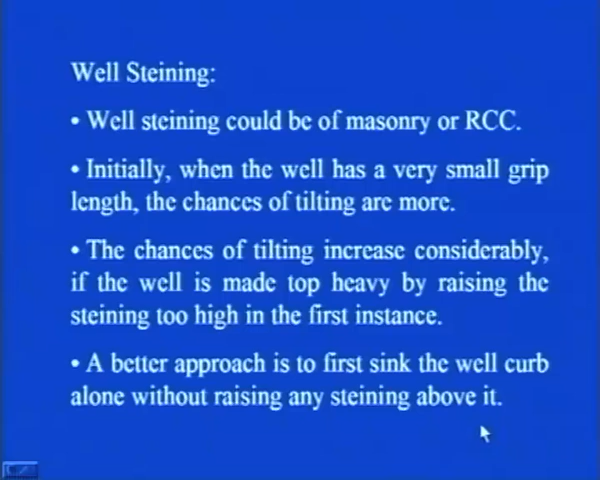 Well Steining:
• Well steining could be of masonry or RCC.
• Initially, when the well has a very small grip
length, the chances of tilting are more.
• The chances of tilting increase considerably,
if the well is made top heavy by raising the
steining too high in the first instance.
• A better approach is to first sink the well curb
alone without raising any steining above it.